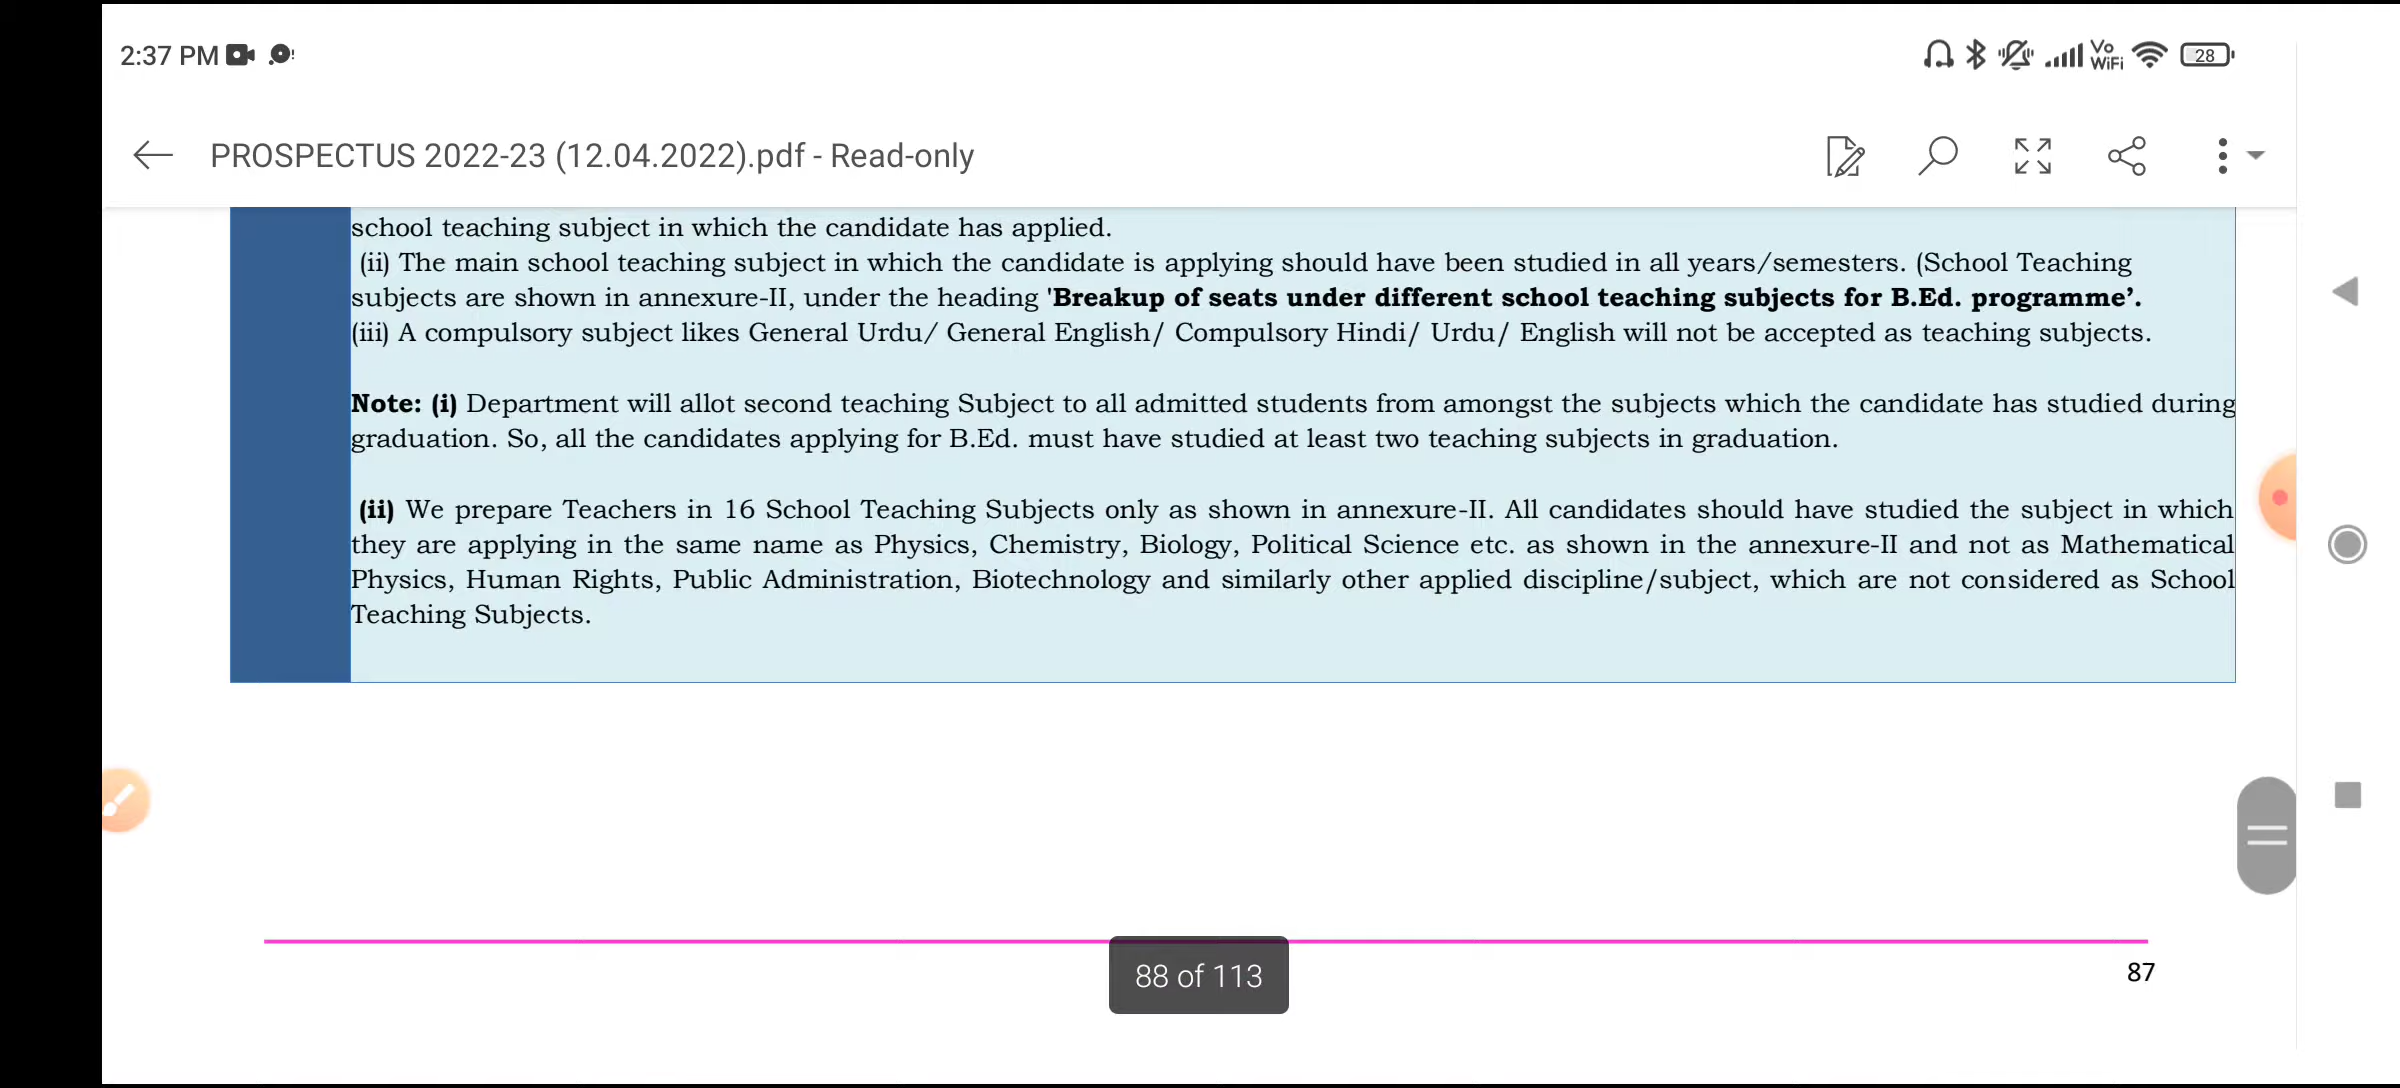 2:37 PM
Vo WiFi 28
PROSPECTUS 2022-23 (12.04.2022).pdf - Read-only
school teaching subject in which the candidate has applied.
(ii) The main school teaching subject in which the candidate is applying should have been studied in all years/semesters. (School Teaching
subjects are shown in annexure-II, under the heading 'Breakup of seats under different school teaching subjects for B.Ed. programme’.
(iii) A compulsory subject likes General Urdu/ General English/ Compulsory Hindi/ Urdu/ English will not be accepted as teaching subjects.
Note: (i) Department will allot second teaching Subject to all admitted students from amongst the subjects which the candidate has studied during
graduation. So, all the candidates applying for B.Ed. must have studied at least two teaching subjects in graduation.
(ii) We prepare Teachers in 16 School Teaching Subjects only as shown in annexure-II. All candidates should have studied the subject in which
they are applying in the same name as Physics, Chemistry, Biology, Political Science etc. as shown in the annexure-II and not as Mathematical
Physics, Human Rights, Public Administration, Biotechnology and similarly other applied discipline/subject, which are not considered as School
Teaching Subjects.
88 of 113
87